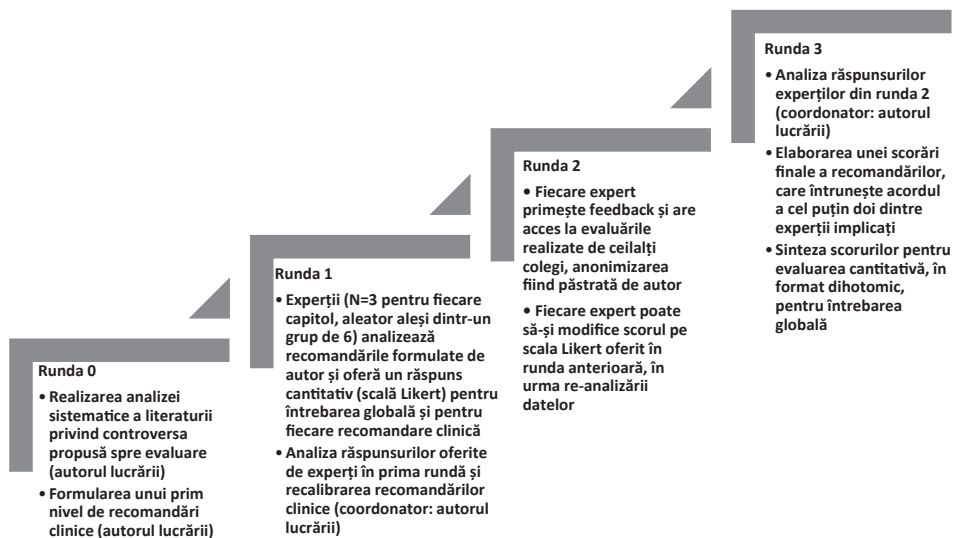 Runda 0
• Realizarea analizei
sistematice a literaturii
privind controversa
propusă spre evaluare
(autorul lucrării)
• Formularea unui prim
nivel de recomandări
clinice (autorul lucrării)
Runda 1
• Experții (N=3 pentru fiecare
capitol, aleator aleși dintr-un
grup de 6) analizează
recomandările formulate de
autor și oferă un răspuns
cantitativ (scală Likert) pentru
întrebarea globală și pentru
fiecare recomandare clinică
• Analiza răspunsurilor oferite
de experți în prima rundă și
recalibrarea recomandărilor
clinice (coordonator: autorul
lucrării)
Runda 2
• Fiecare expert
primește feedback și are
acces la evaluările
realizate de ceilalți
colegi, anonimizarea
fiind păstrată de autor
• Fiecare expert poate
să-și modifice scorul pe
scala Likert oferit în
runda anterioară, în
urma re-analizării
datelor
Runda 3
• Analiza răspunsurilor
experților din runda 2
(coordonator: autorul
lucrării)
• Elaborarea unei scorări
finale a recomandărilor,
care întrunește acordul
a cel puțin doi dintre
experții implicați
• Sinteza scorurilor pentru
evaluarea cantitativă, în
format dihotomic,
pentru întrebarea
globală